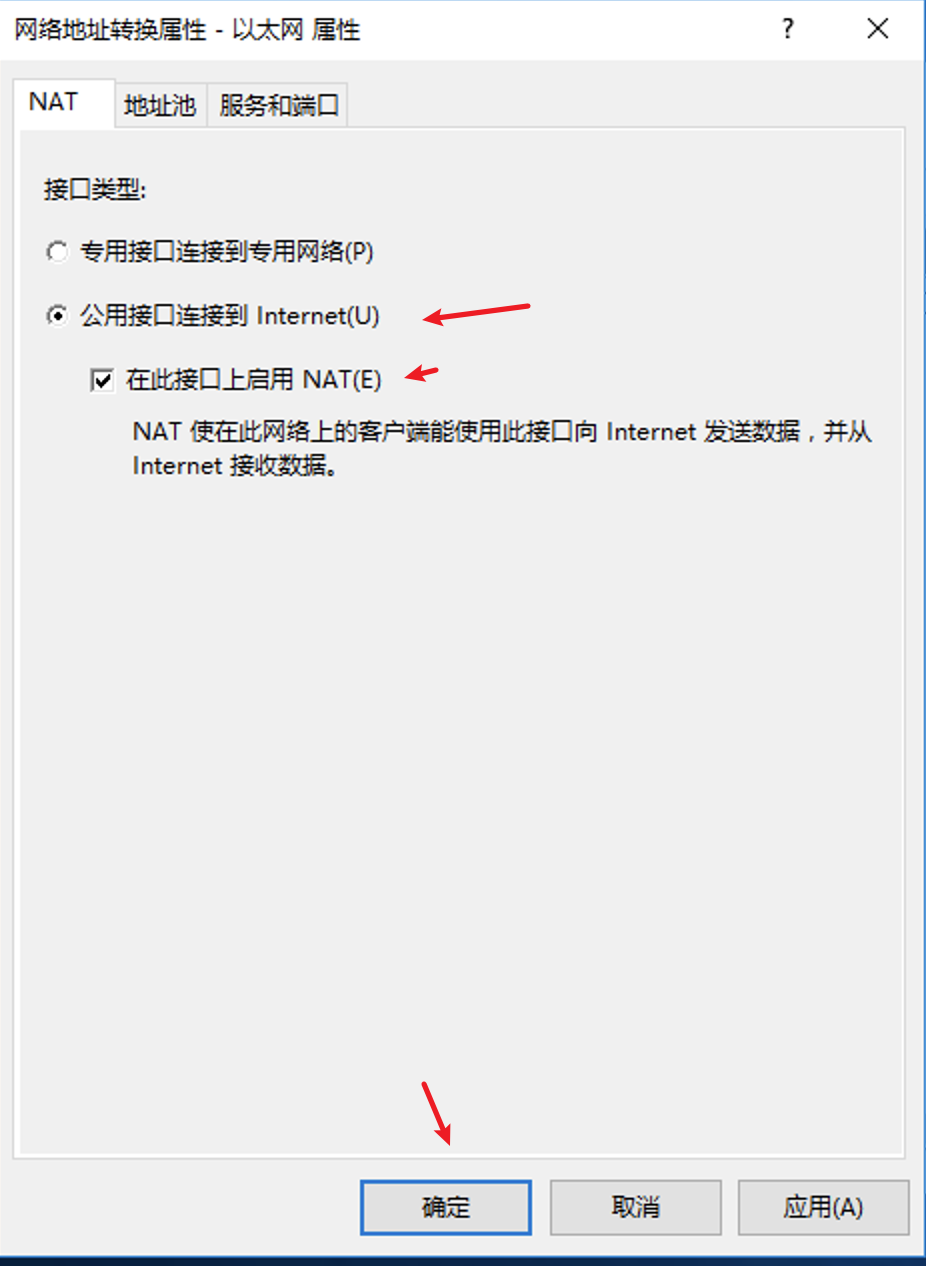 网络地址转换属性 - 以太网 属性
NAT 地址池 服务和端口
接口类型:
专用接口连接到专用网络(P)
公用接口连接到 Internet(U)
在此接口上启用 NAT(E)
NAT 使在此网络上的客户端能使用此接口向 Internet 发送数据，并从
Internet 接收数据。
确定 取消 应用(A)